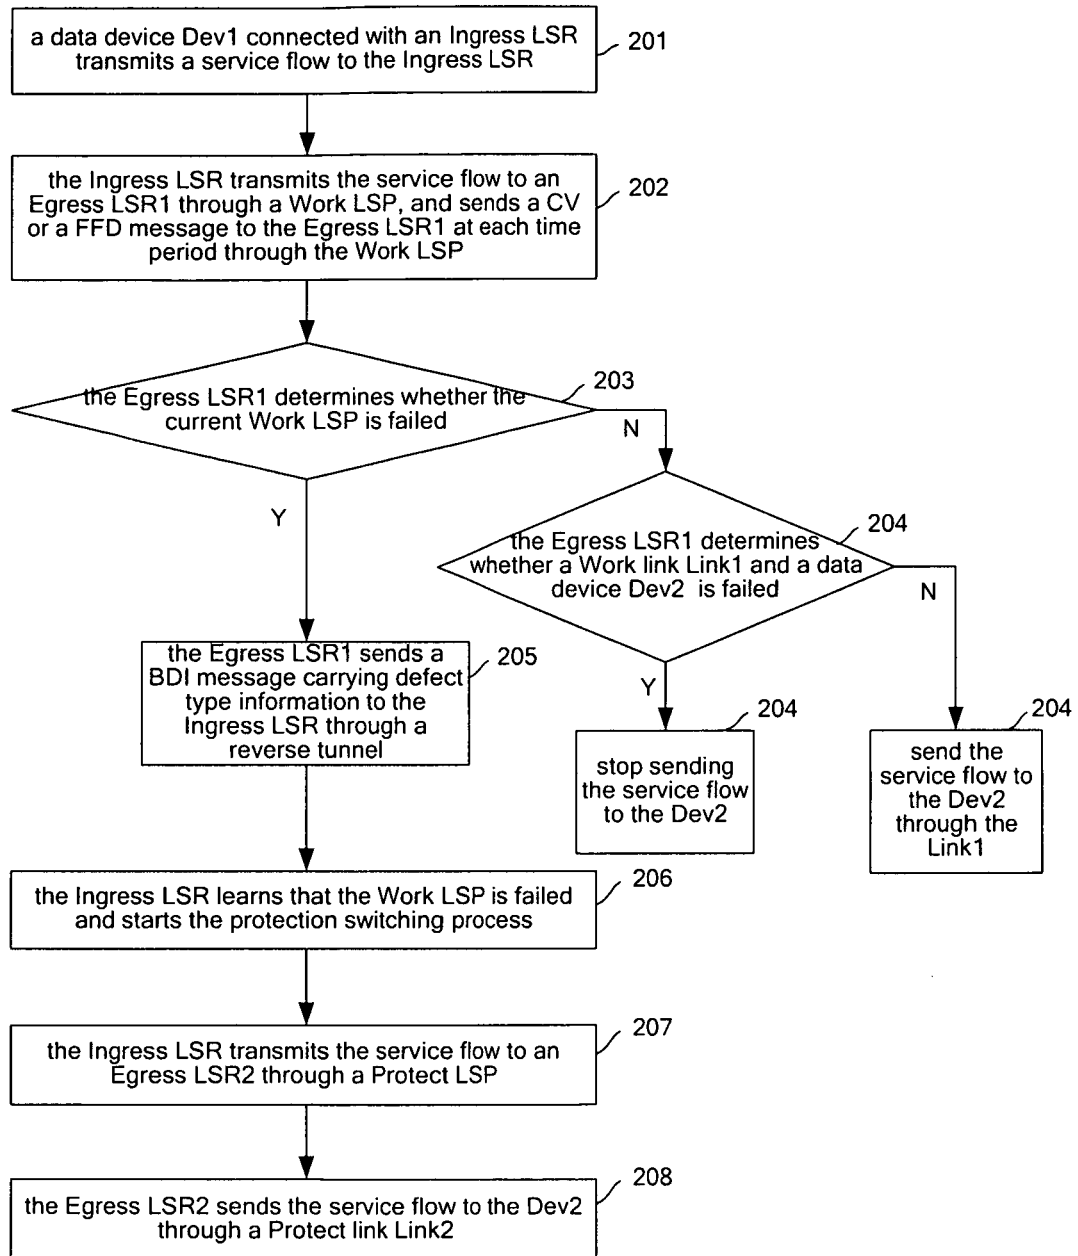 a data device Dev1 connected with an Ingress LSR
transmits a service flow to the Ingress LSR
201
the Ingress LSR transmits the service flow to an
Egress LSR1 through a Work LSP, and sends a CV
or a FFD message to the Egress LSR1 at each time
period through the Work LSP
202
the Egress LSR1 determines whether the
current Work LSP is failed
203
N
Y
the Egress LSR1 determines
whether a Work link Link1 and a data
device Dev2 is failed
204
N
Y
the Egress LSR1 sends a
BDI message carrying defect
type information to the
Ingress LSR through a
reverse tunnel
205
stop sending
the service flow
to the Dev2
204
send the
service flow to
the Dev2
through the
Link1
204
the Ingress LSR learns that the Work LSP is failed
and starts the protection switching process
206
the Ingress LSR transmits the service flow to an
Egress LSR2 through a Protect LSP
207
the Egress LSR2 sends the service flow to the Dev2
through a Protect link Link2
208